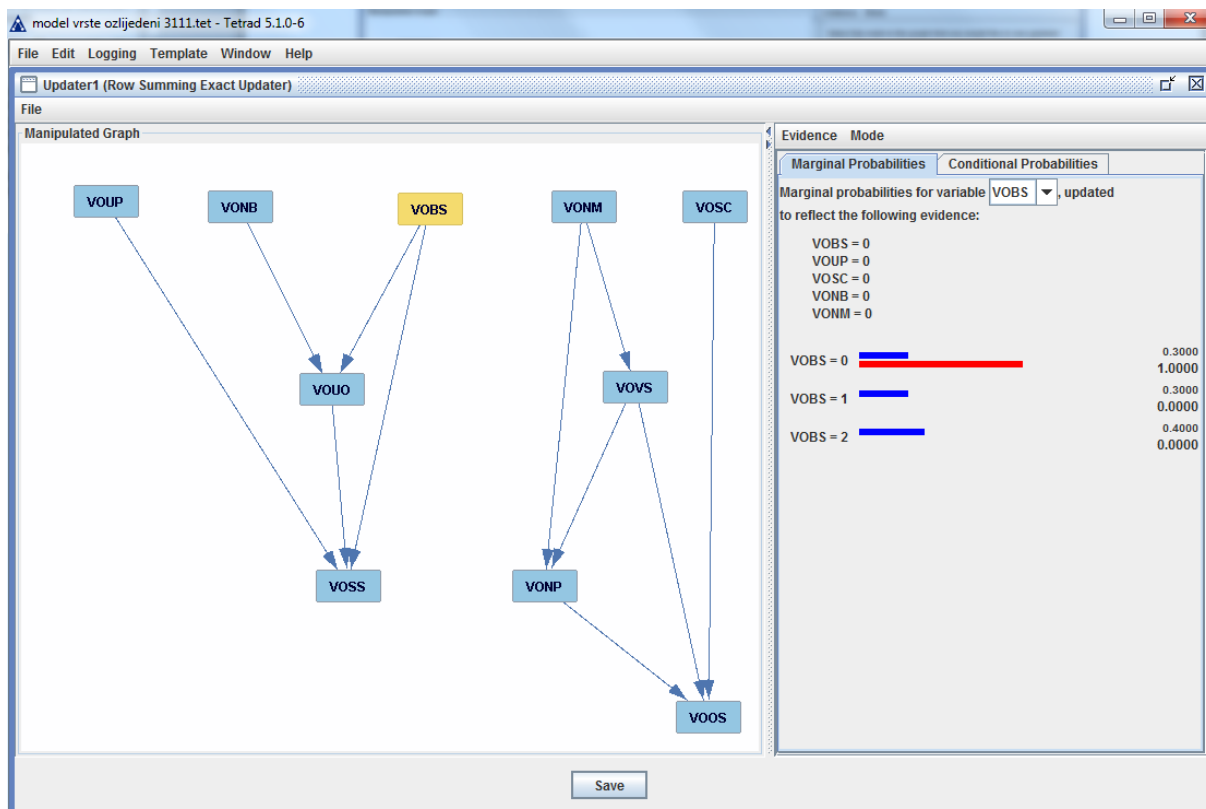 model vrste ozlijedeni 3111.tet - Tetrad 5.1.0-6
File Edit Logging Template Window Help
Updater1 (Row Summing Exact Updater)
File
Manipulated Graph
VOUP VONB VOBS VONM VOSC
VOUO VOVS
VOSS VONP
VOOS
Evidence Mode
Marginal Probabilities Conditional Probabilities
Marginal probabilities for variable VOBS , updated
to reflect the following evidence:
VOBS = 0
VOUP = 0
VOSC = 0
VONB = 0
VONM = 0
VOBS = 0 0.3000
1.0000
VOBS = 1 0.3000
0.0000
VOBS = 2 0.4000
0.0000
Save